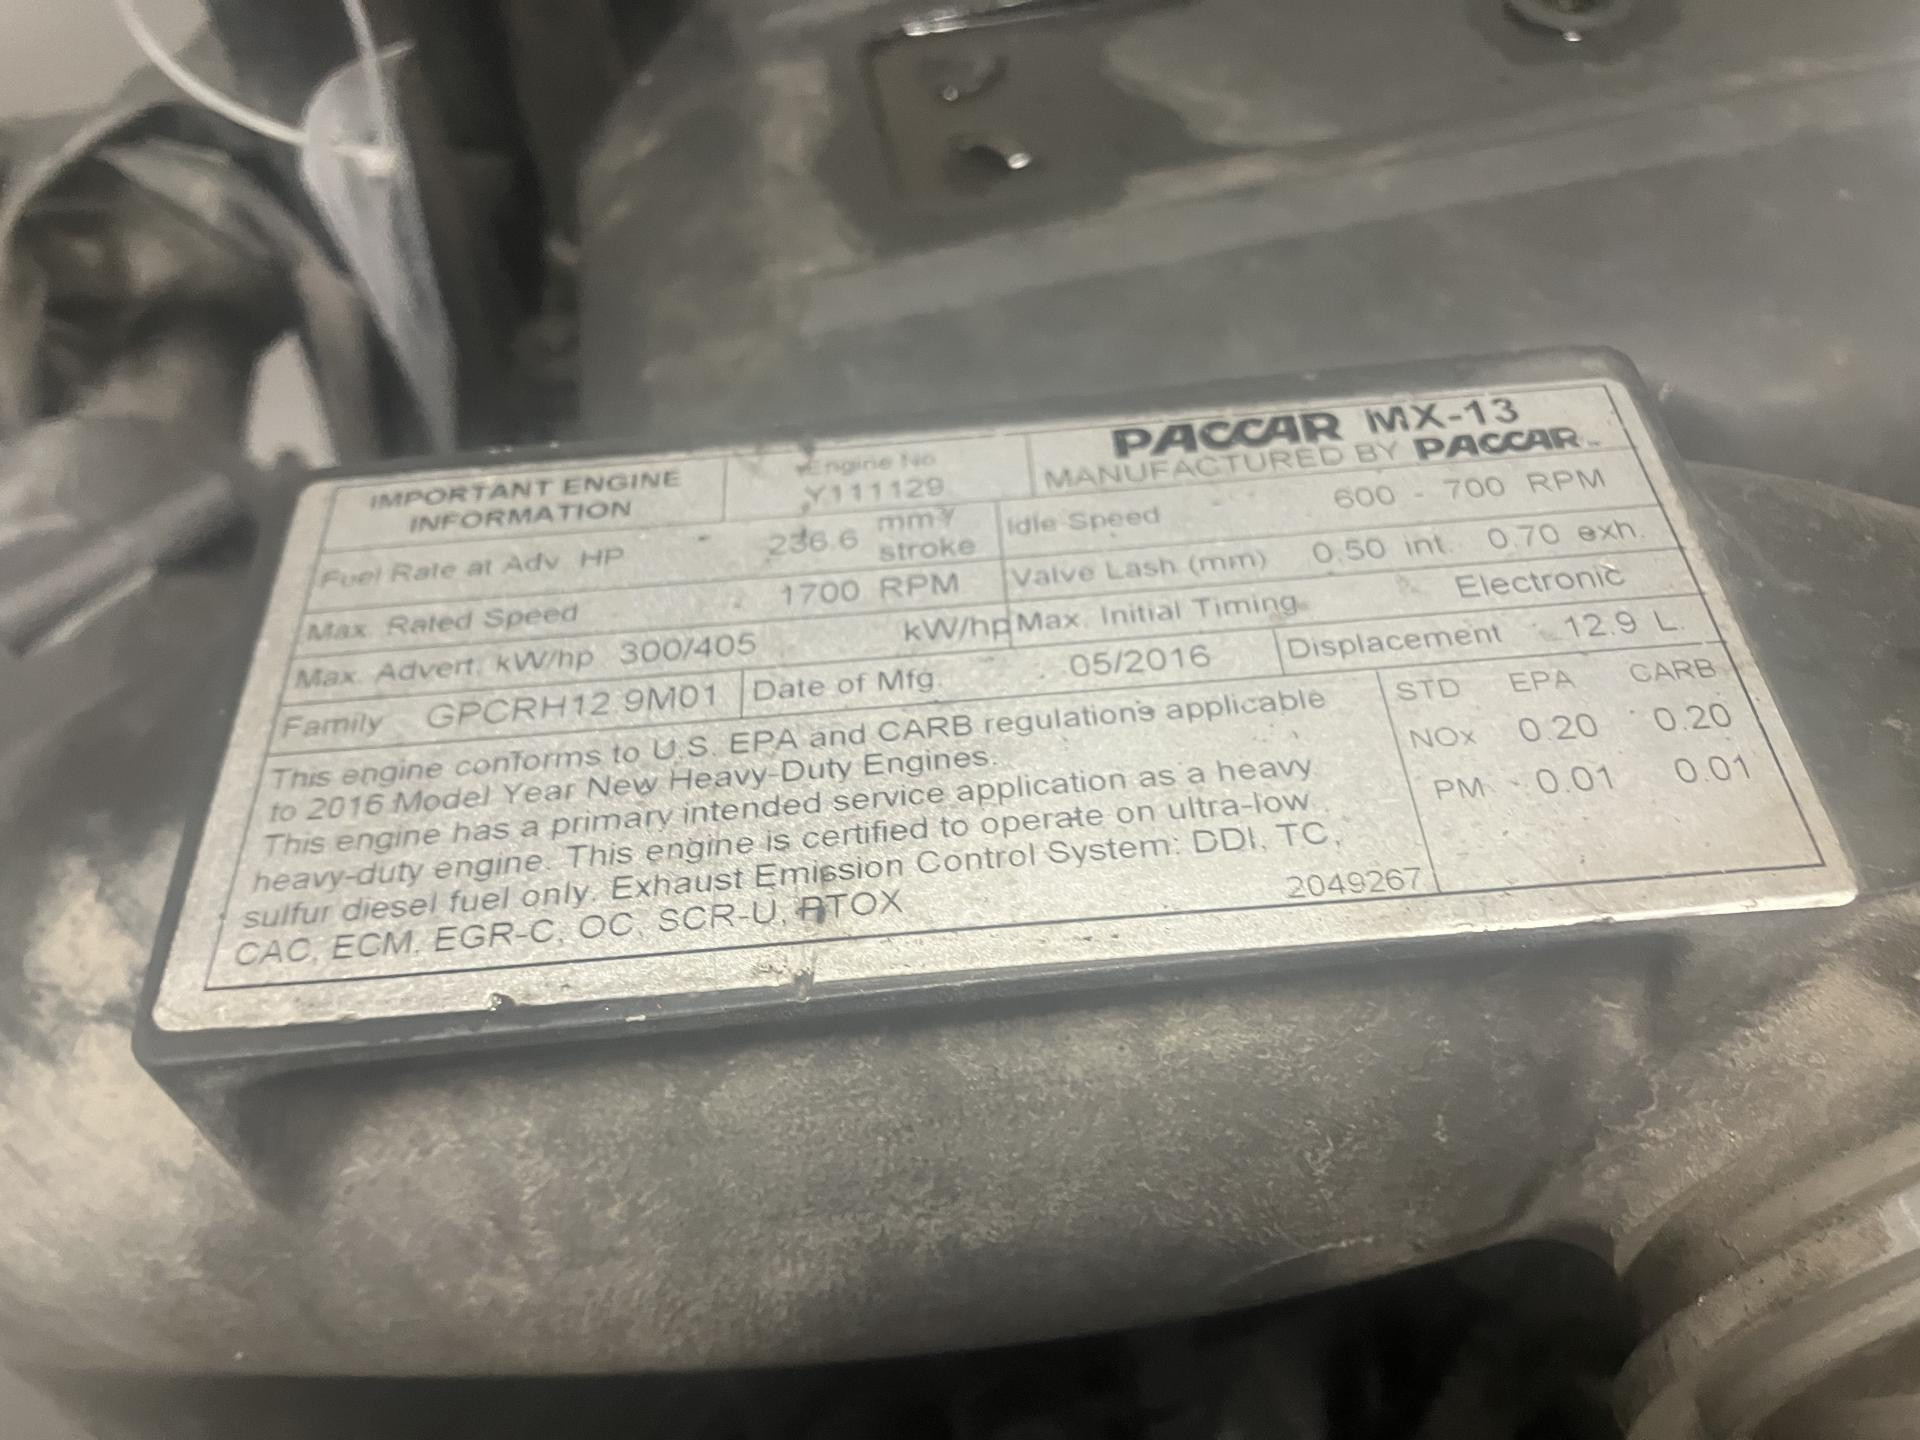 IMPORTANT ENGINE
INFORMATION
Engine No
Y111129
PACCAR MX-13
MANUFACTURED BY PACCAR
Fuel Rate at Adv HP 236.6 mm³
stroke
Idle Speed 600 - 700 RPM
Max Rated Speed 1700 RPM
Valve Lash (mm) 0.50 int. 0.70 exh.
Max. Advert. kW/hp 300/405 kW/hp
Max. Initial Timing Electronic
Family GPCRH12.9M01
Date of Mfg. 05/2016
Displacement 12.9 L.
This engine conforms to U.S. EPA and CARB regulations applicable
to 2016 Model Year New Heavy-Duty Engines.
This engine has a primary intended service application as a heavy
heavy-duty engine. This engine is certified to operate on ultra-low
sulfur diesel fuel only. Exhaust Emission Control System: DDI, TC,
CAC, ECM, EGR-C, OC, SCR-U, PTOX
2049267
STD EPA CARB
NOx 0.20 0.20
PM 0.01 0.01